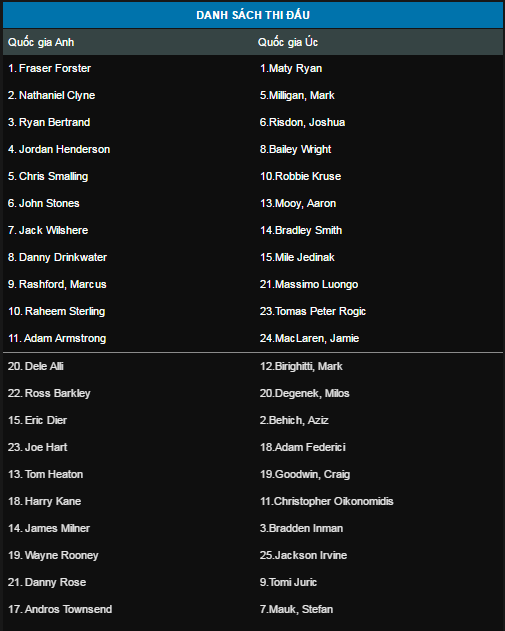 DANH SÁCH THI ĐẤU
Quốc gia Anh Quốc gia Úc
1. Fraser Forster 1.Maty Ryan
2. Nathaniel Clyne 5.Milligan, Mark
3. Ryan Bertrand 6.Risdon, Joshua
4. Jordan Henderson 8.Bailey Wright
5. Chris Smalling 10.Robbie Kruse
6. John Stones 13.Mooy, Aaron
7. Jack Wilshere 14.Bradley Smith
8. Danny Drinkwater 15.Mile Jedinak
9. Rashford, Marcus 21.Massimo Luongo
10. Raheem Sterling 23.Tomas Peter Rogic
11. Adam Armstrong 24.MacLaren, Jamie
20. Dele Alli 12.Birighitti, Mark
22. Ross Barkley 20.Degenek, Milos
15. Eric Dier 2.Behich, Aziz
23. Joe Hart 18.Adam Federici
13. Tom Heaton 19.Goodwin, Craig
18. Harry Kane 11.Christopher Oikonomidis
14. James Milner 3.Bradden Inman
19. Wayne Rooney 25.Jackson Irvine
21. Danny Rose 9.Tomi Juric
17. Andros Townsend 7.Mauk, Stefan